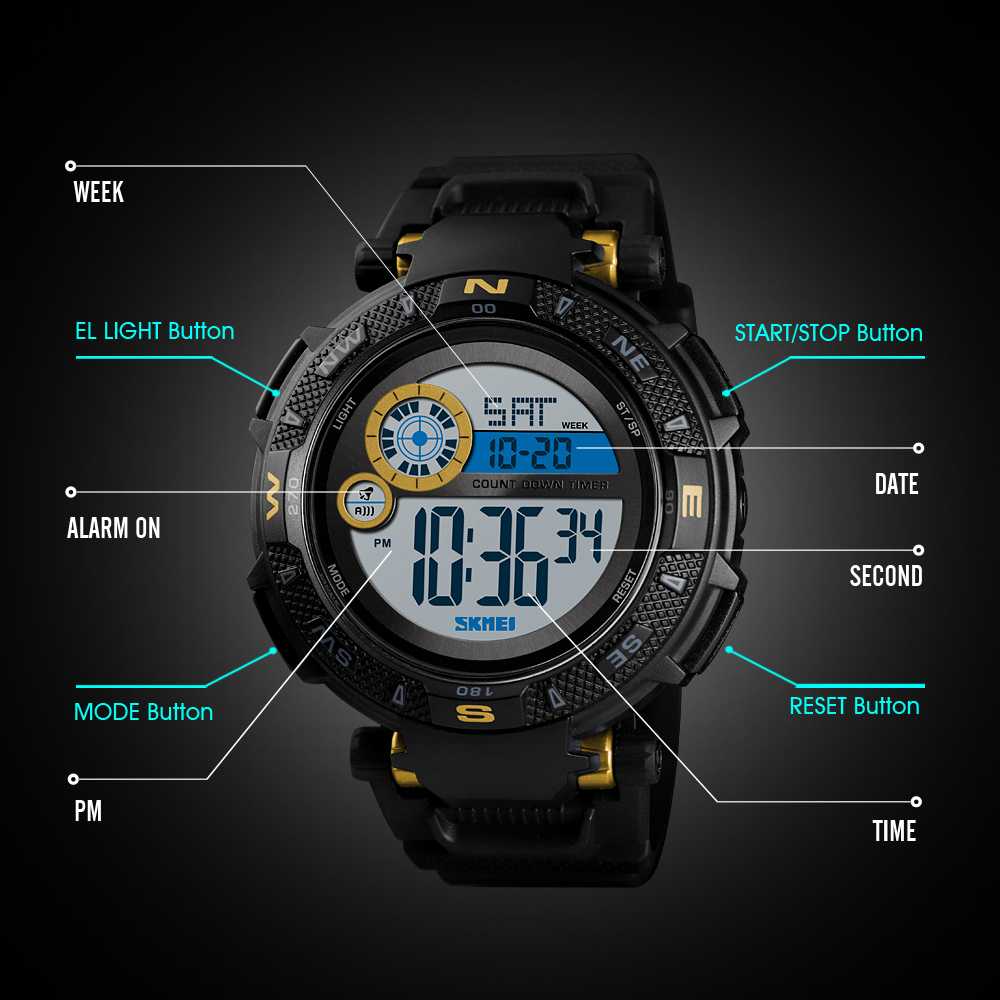 WEEK
EL LIGHT Button
START/STOP Button
N
00
NW
NE
LIGHT
ST/SP
SAT
WEEK
10-20
DATE
COUNT DOWN TIMER
W
270
E
90
ALARM ON
A)))
PM
10:36 34
SECOND
MODE
RESET
SKMEI
SW
SE
MODE Button
180
S
RESET Button
PM
TIME